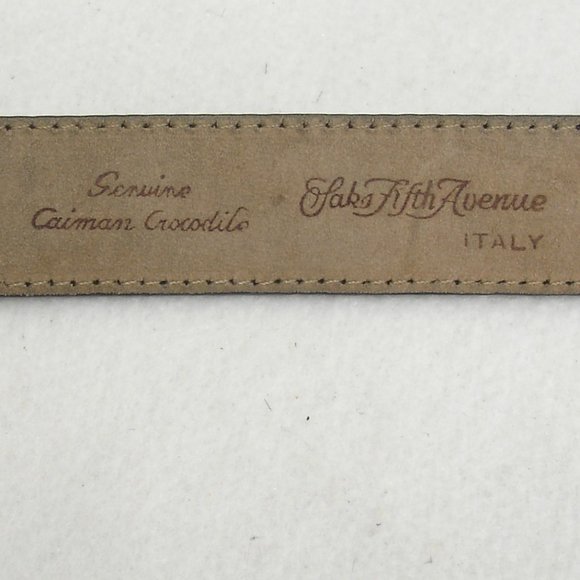 Genuine
Caiman Crocodile
Saks Fifth Avenue
ITALY